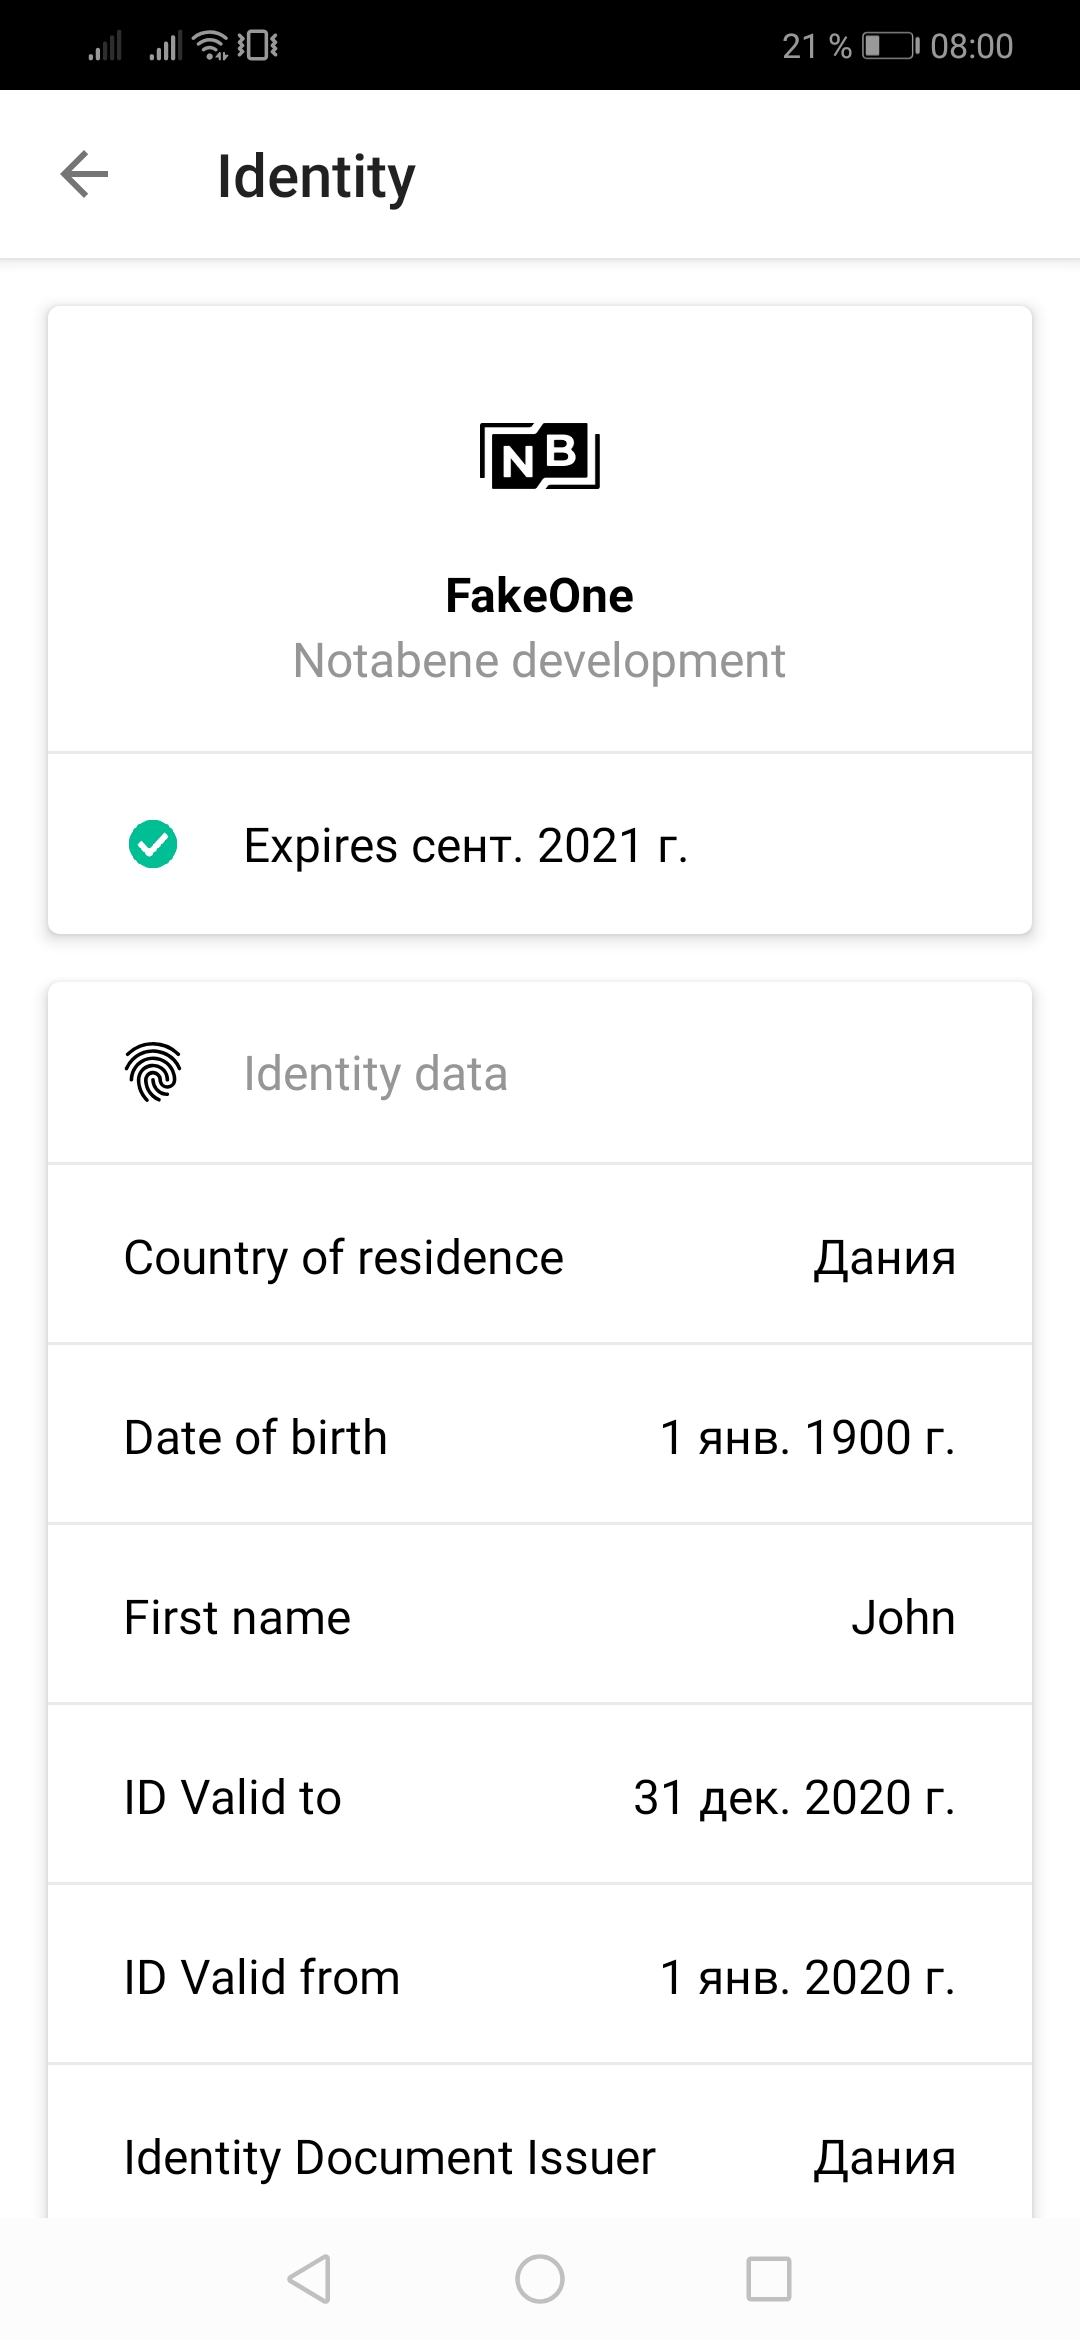 21 % 08:00
Identity
NB
FakeOne
Notabene development
Expires сент. 2021 г.
Identity data
Country of residence Дания
Date of birth 1 янв. 1900 г.
First name John
ID Valid to 31 дек. 2020 г.
ID Valid from 1 янв. 2020 г.
Identity Document Issuer Дания